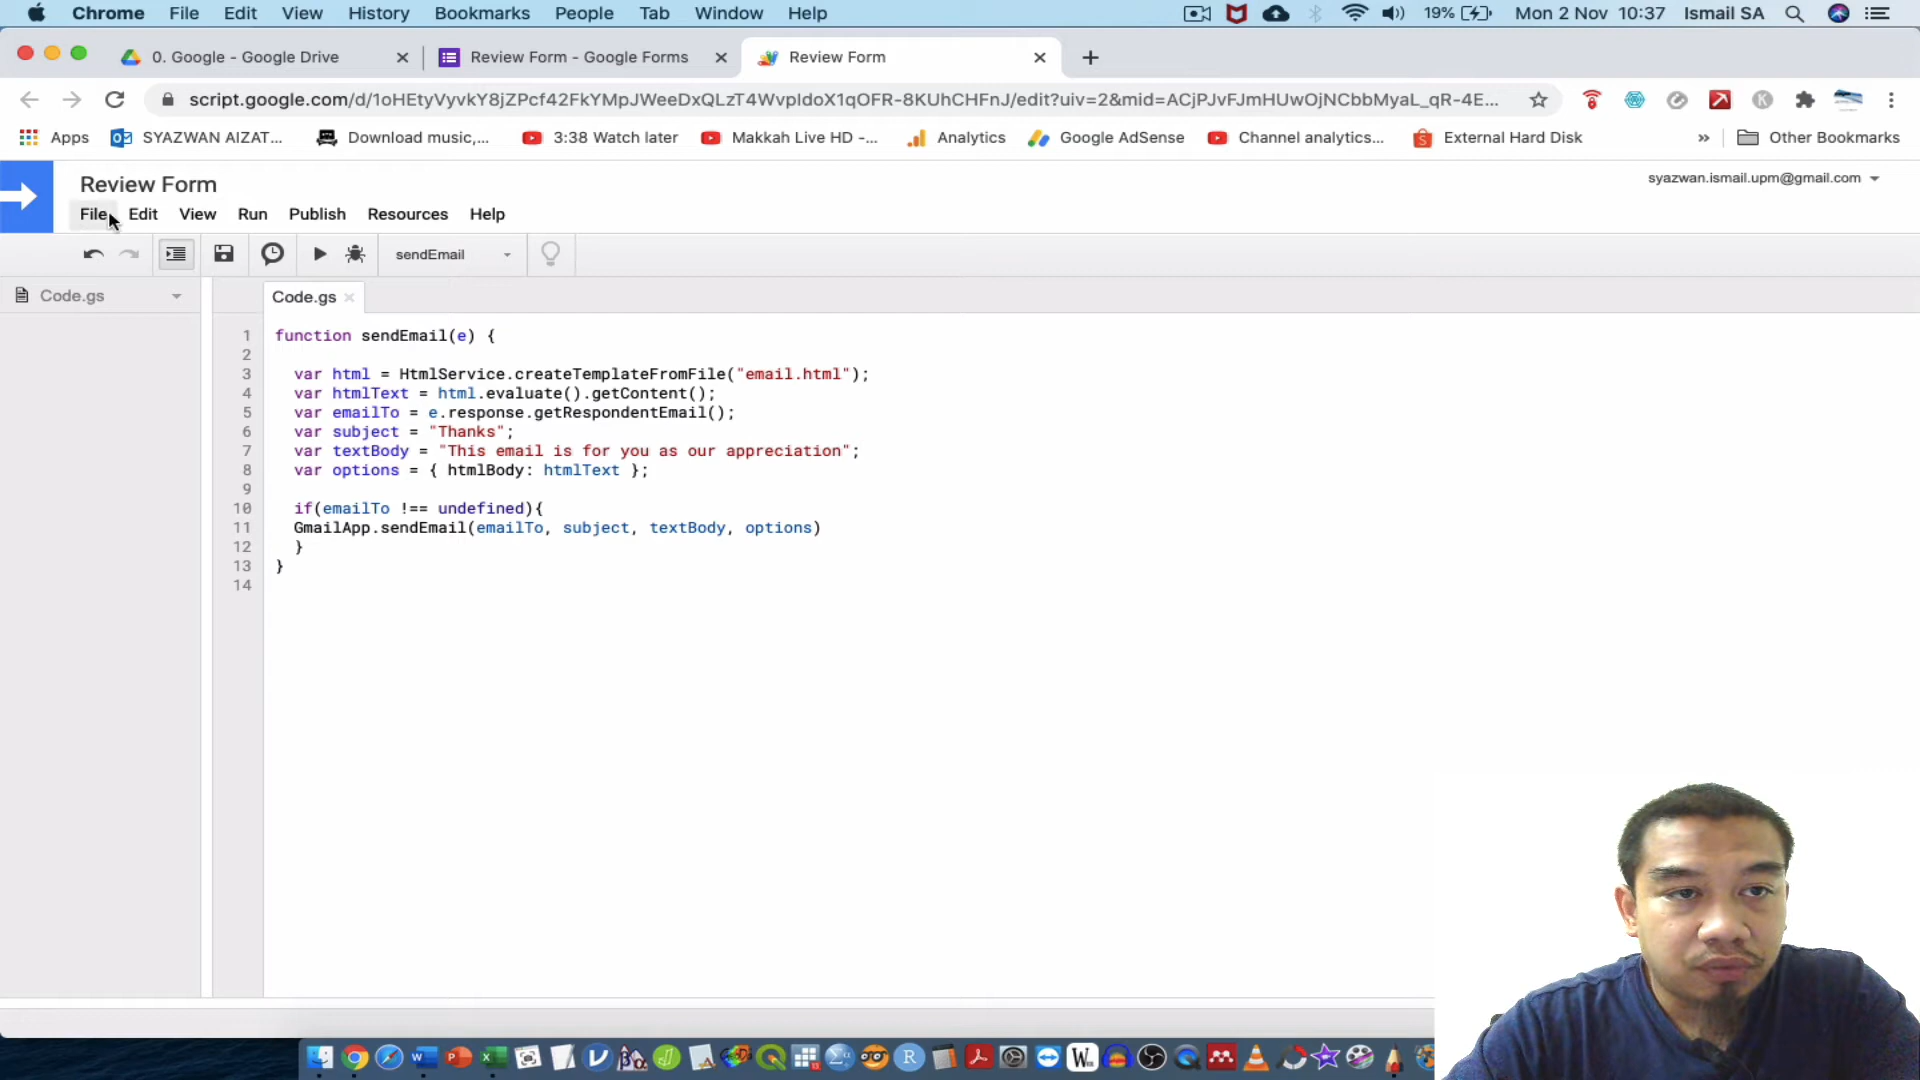 Chrome File Edit View History Bookmarks People Tab Window Help 19% Mon 2 Nov 10:37 Ismail SA
0. Google - Google Drive Review Form - Google Forms Review Form
script.google.com/d/1oHEtyVyvkY8jZPcf42FkYMpJWeeDxQLzT4WvpIdoX1qOFR-8KUhCHFnJ/edit?uiv=2&mid=ACjPJvFJmHUwOjNCbbMyaL_qR-4E...
Apps SYAZWAN AIZAT... Download music,... 3:38 Watch later Makkah Live HD -... Analytics Google AdSense Channel analytics... External Hard Disk » Other Bookmarks
Review Form
syazwan.ismail.upm@gmail.com
File Edit View Run Publish Resources Help
sendEmail
Code.gs
Code.gs
1 function sendEmail(e) {
2
3 var html = HtmlService.createTemplateFromFile("email.html");
4 var htmlText = html.evaluate().getContent();
5 var emailTo = e.response.getRespondentEmail();
6 var subject = "Thanks";
7 var textBody = "This email is for you as our appreciation";
8 var options = { htmlBody: htmlText };
9
10 if(emailTo !== undefined){
11 GmailApp.sendEmail(emailTo, subject, textBody, options)
12 }
13 }
14